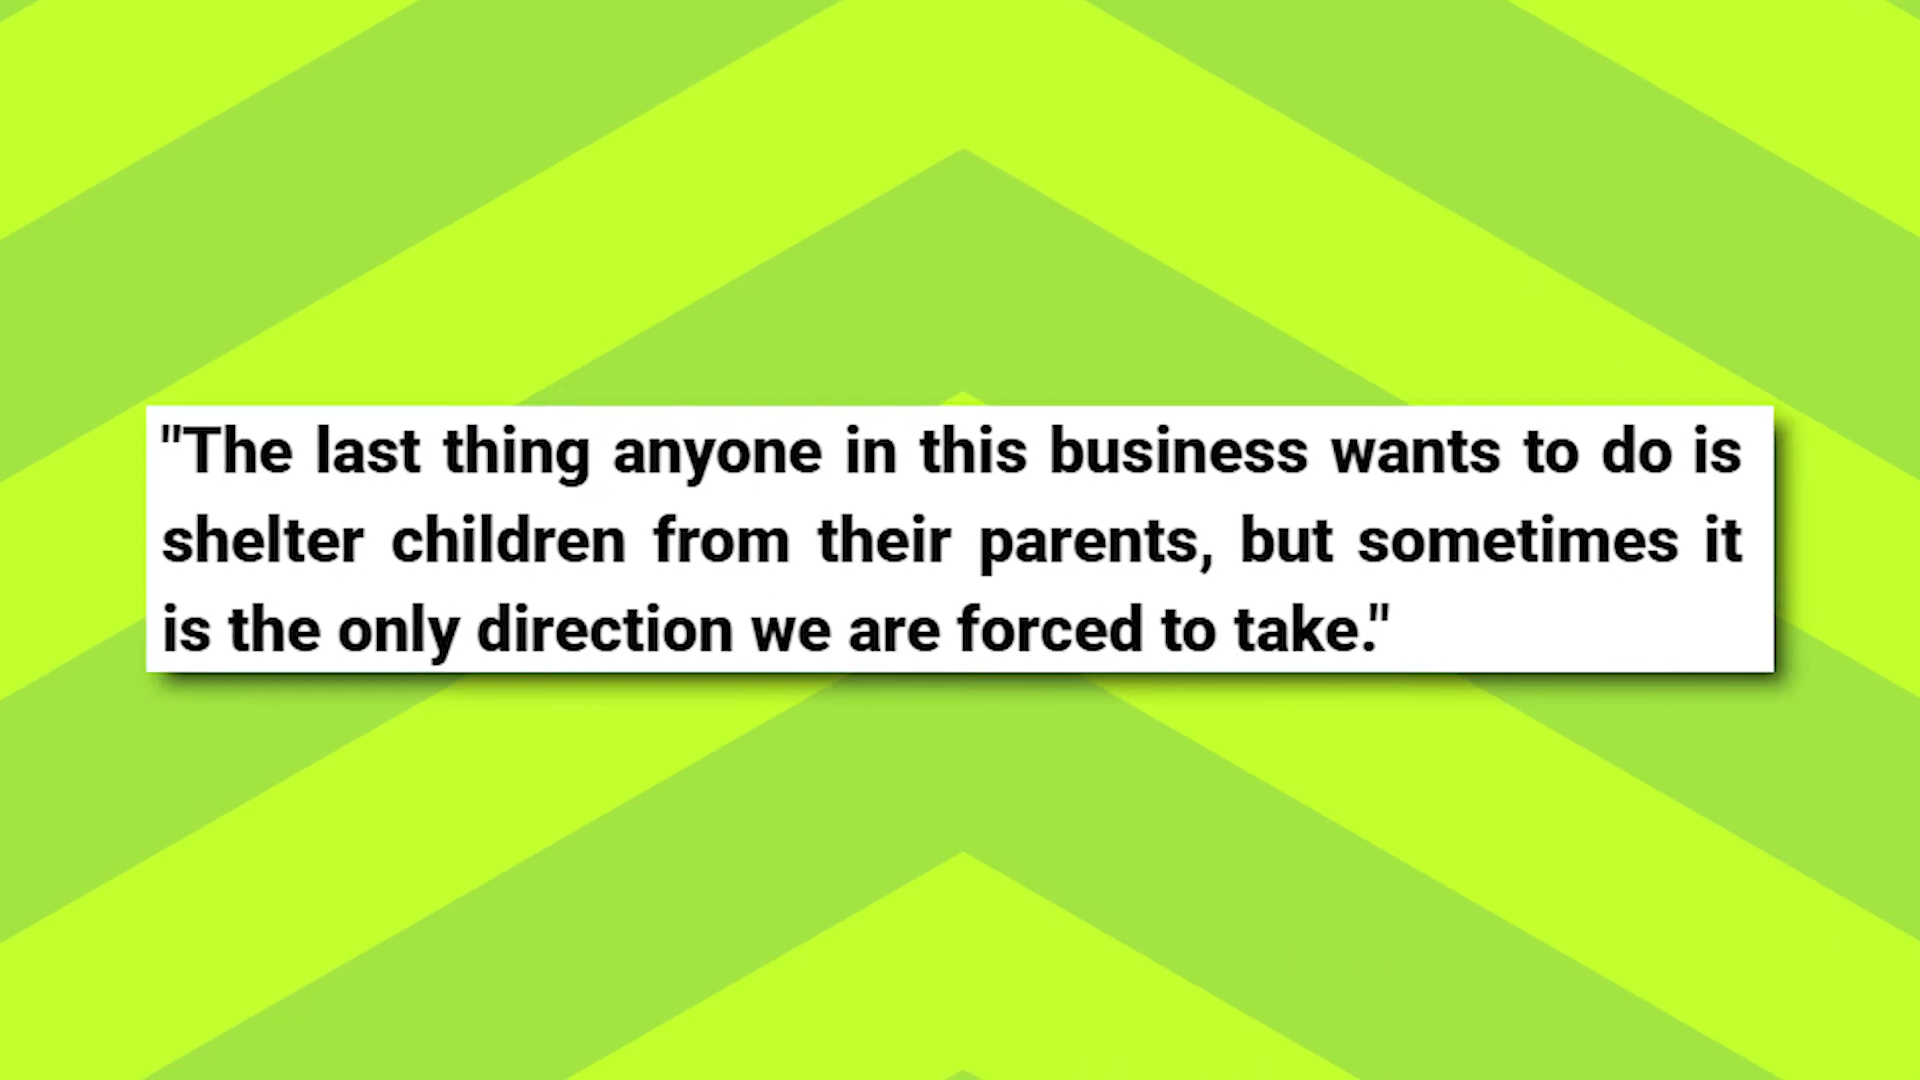 "The last thing anyone in this business wants to do is
shelter children from their parents, but sometimes it
is the only direction we are forced to take."